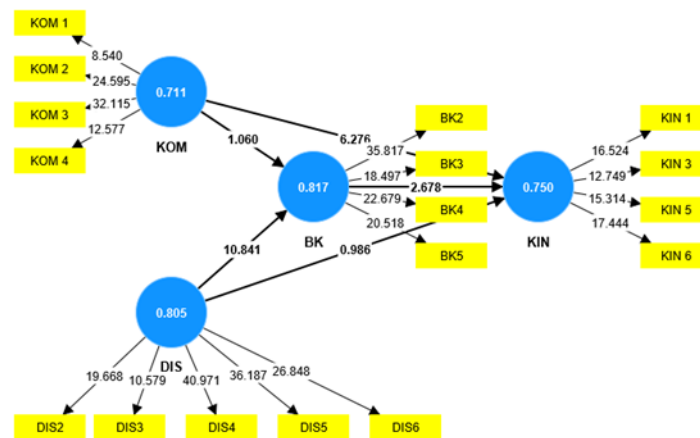 KOM 1
8.540
KOM 2
24.595
KOM 3
32.115
KOM 4
12.577
0.711
KOM
1.060
6.276
BK2
35.817
BK3
18.497
BK4
22.679
BK5
20.518
0.817
BK
2.678
0.750
KIN
KIN 1
16.524
KIN 3
12.749
KIN 5
15.314
KIN 6
17.444
10.841
0.986
0.805
DIS
19.668
10.579
40.971
36.187
26.848
DIS2
DIS3
DIS4
DIS5
DIS6